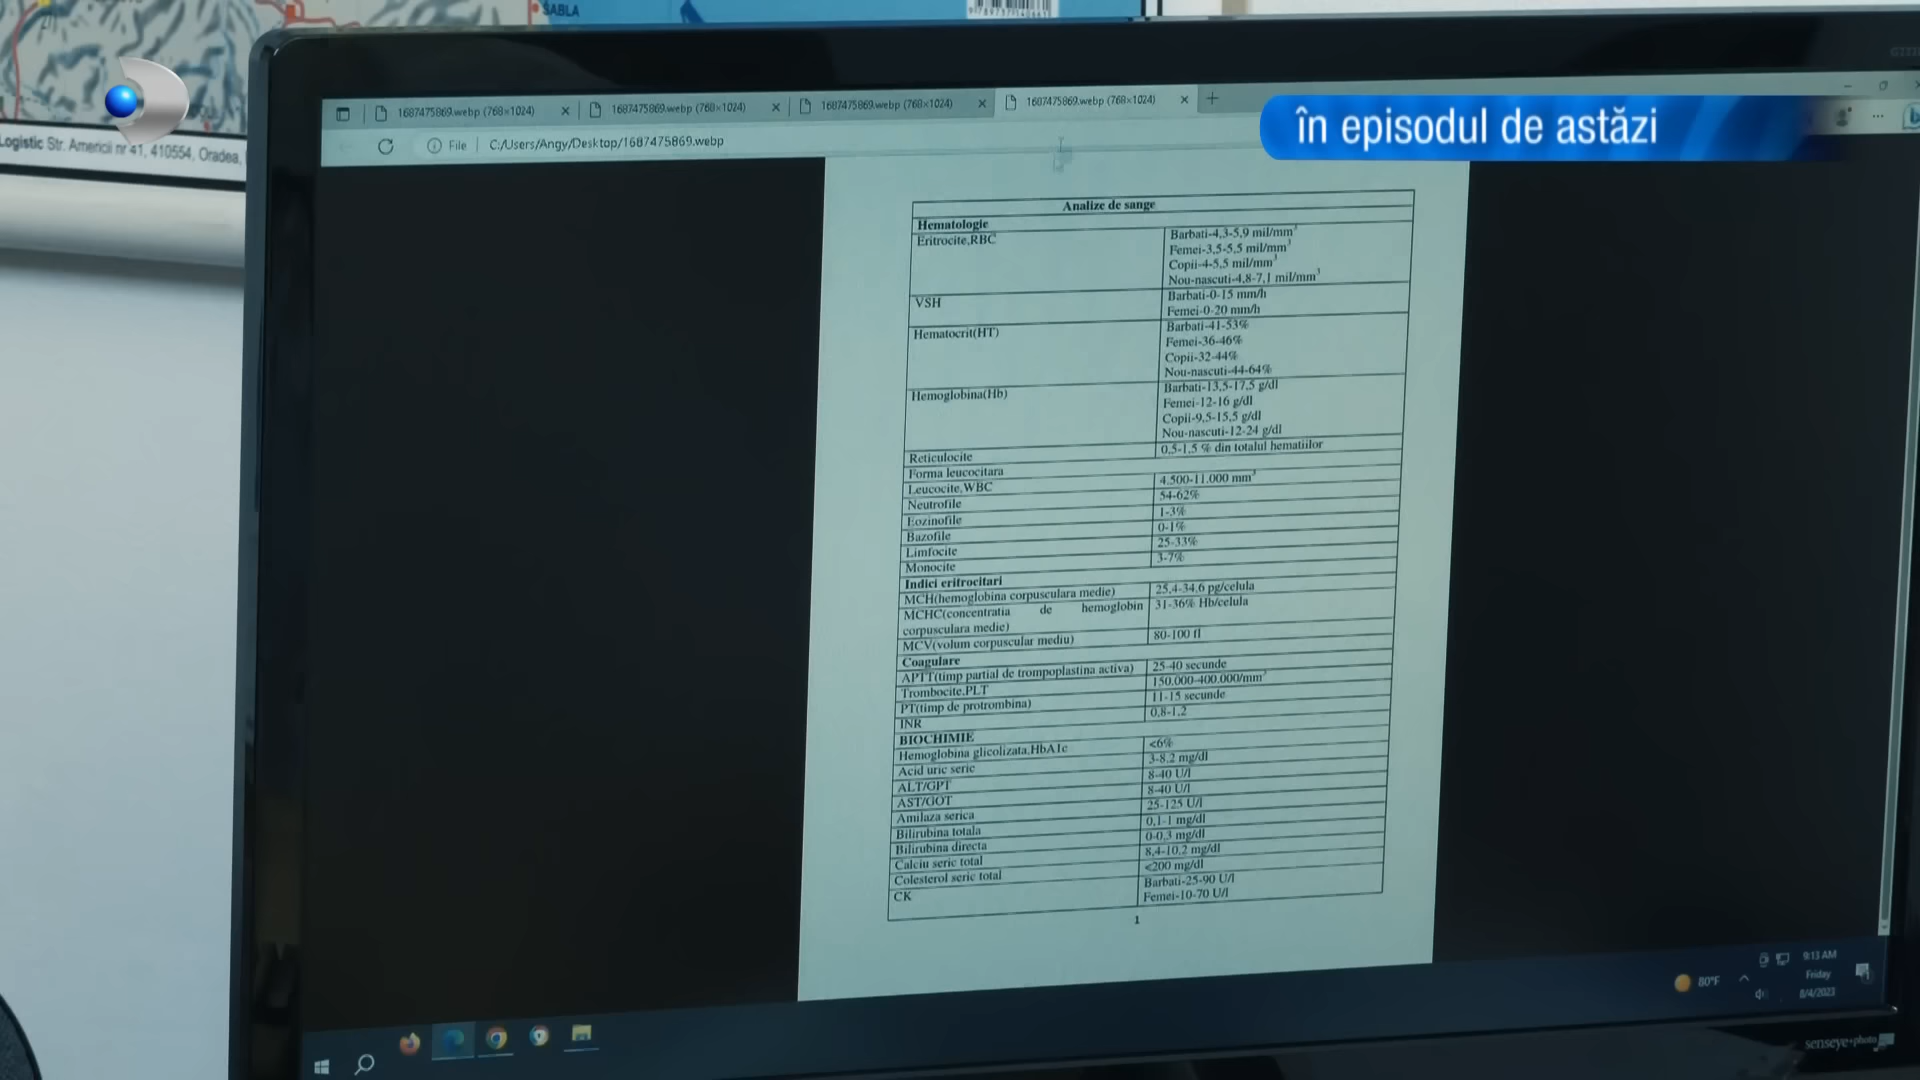 ȘABLA
9789737140661
Logistic Str. Americii nr 41, 410554, Oradea,
în episodul de astăzi
1687475869.webp (768×1024)
1687475869.webp (768×1024)
1687475869.webp (768×1024)
1687475869.webp (768×1024)
File C:/Users/Angy/Desktop/1687475869.webp
Analize de sange
Hematologie
Eritrocite,RBC
Barbati-4,3-5,9 mil/mm³
Femei-3,5-5,5 mil/mm³
Copii-4-5,5 mil/mm³
Nou-nascuti-4,8-7,1 mil/mm³
VSH
Barbati-0-15 mm/h
Femei-0-20 mm/h
Hematocrit(HT)
Barbati-41-53%
Femei-36-46%
Copii-32-44%
Nou-nascuti-44-64%
Hemoglobina(Hb)
Barbati-13,5-17,5 g/dl
Femei-12-16 g/dl
Copii-9,5-15,5 g/dl
Nou-nascuti-12-24 g/dl
Reticulocite 0,5-1,5 % din totalul hematiilor
Forma leucocitara
Leucocite,WBC 4.500-11.000 mm³
Neutrofile 54-62%
Eozinofile 1-3%
Bazofile 0-1%
Limfocite 25-33%
Monocite 3-7%
Indici eritrocitari
MCH(hemoglobina corpusculara medie) 25,4-34,6 pg/celula
MCHC(concentratia de hemoglobin 31-36% Hb/celula
corpusculara medie)
MCV(volum corpuscular mediu) 80-100 fl
Coagulare
APTT(timp partial de trompoplastina activa) 25-40 secunde
Trombocite,PLT 150.000-400.000/mm³
PT(timp de protrombina) 11-15 secunde
INR 0,8-1,2
BIOCHIMIE
Hemoglobina glicolizata,HbA1c <6%
Acid uric seric 3-8,2 mg/dl
ALT/GPT 8-40 U/l
AST/GOT 8-40 U/l
Amilaza serica 25-125 U/l
Bilirubina totala 0,1-1 mg/dl
Bilirubina directa 0-0,3 mg/dl
Calciu seric total 8,4-10,2 mg/dl
Colesterol seric total <200 mg/dl
CK
Barbati-25-90 U/l
Femei-10-70 U/l
1
80°F
9:13 AM
Friday
8/4/2023
senseye+photo